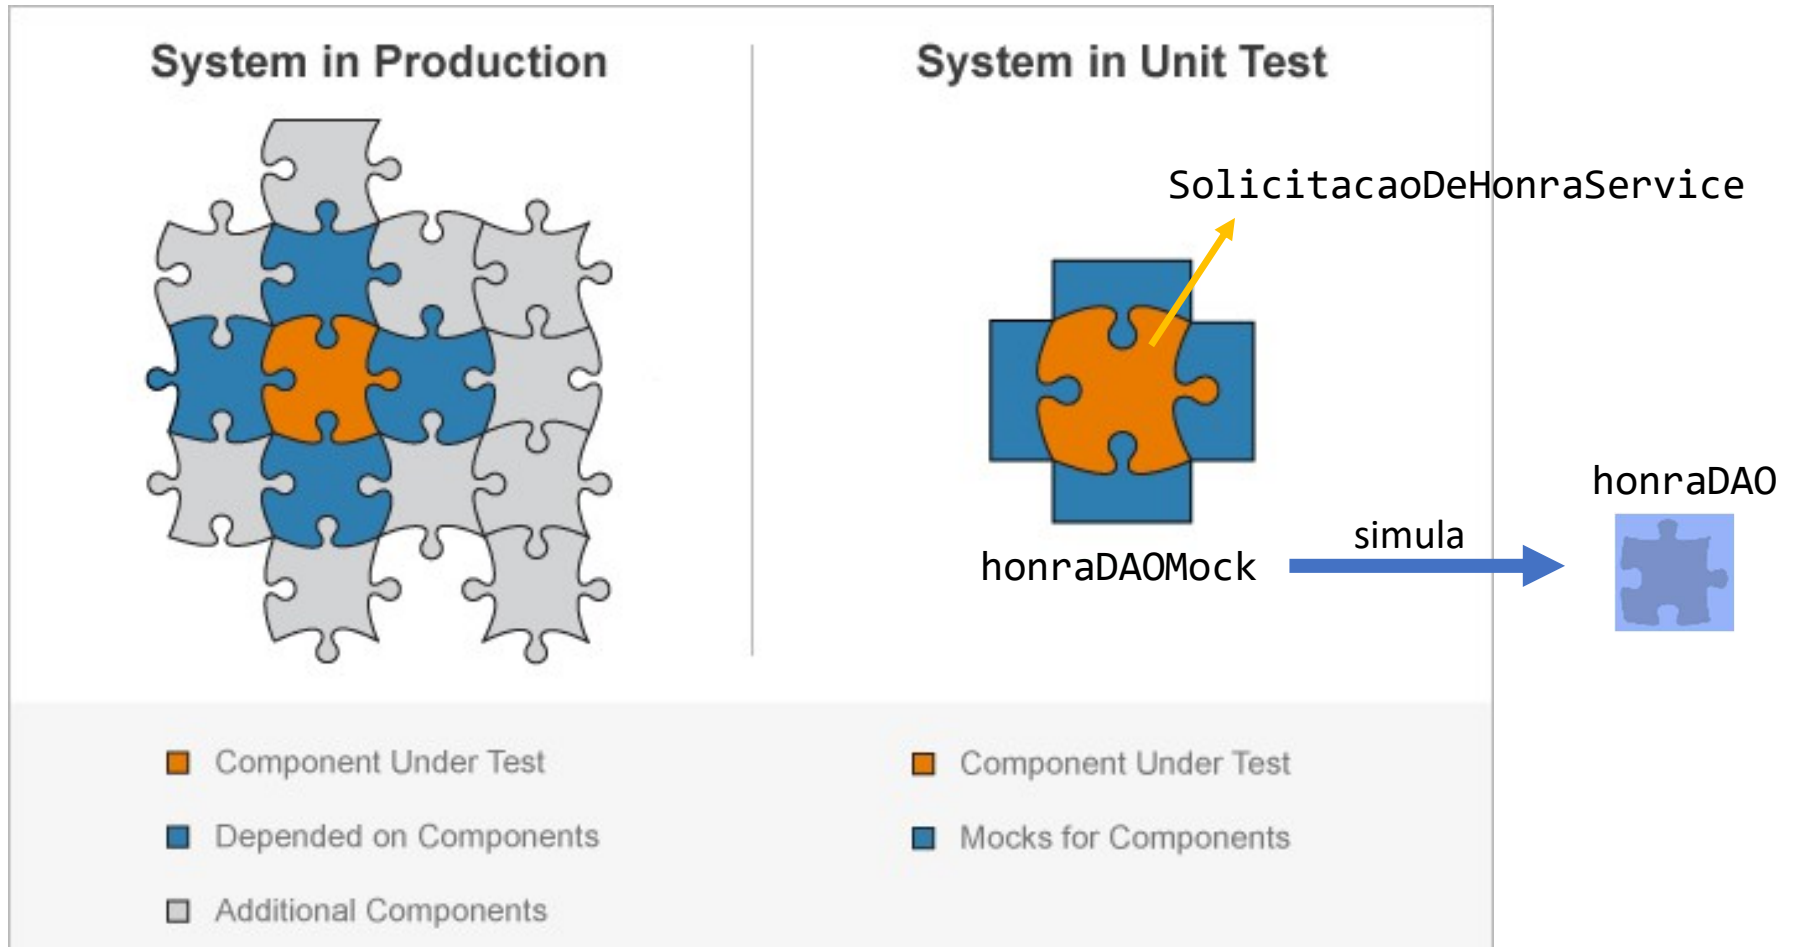 System in Production
System in Unit Test
SolicitacaoDeHonraService
honraDAO
simula
honraDAOMock
Component Under Test
Depended on Components
Additional Components
Component Under Test
Mocks for Components